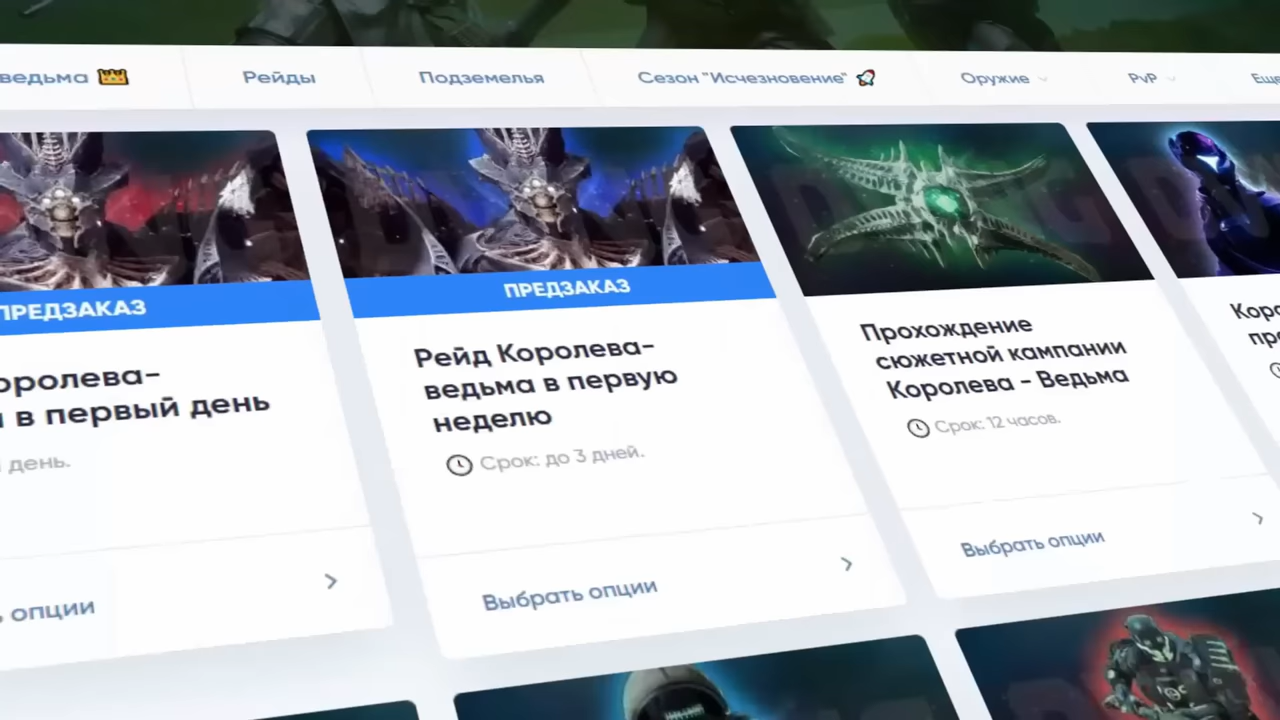 ведьма
Рейды
Подземелья
Сезон "Исчезновение"
Оружие
PvP
ПРЕДЗАКАЗ
в первый день
день.
опции
ПРЕДЗАКАЗ
Рейд Королева-
ведьма в первую
неделю
Срок: до 3 дней.
Выбрать опции
Прохождение
сюжетной кампании
Королева - Ведьма
Срок: 12 часов.
Выбрать опции